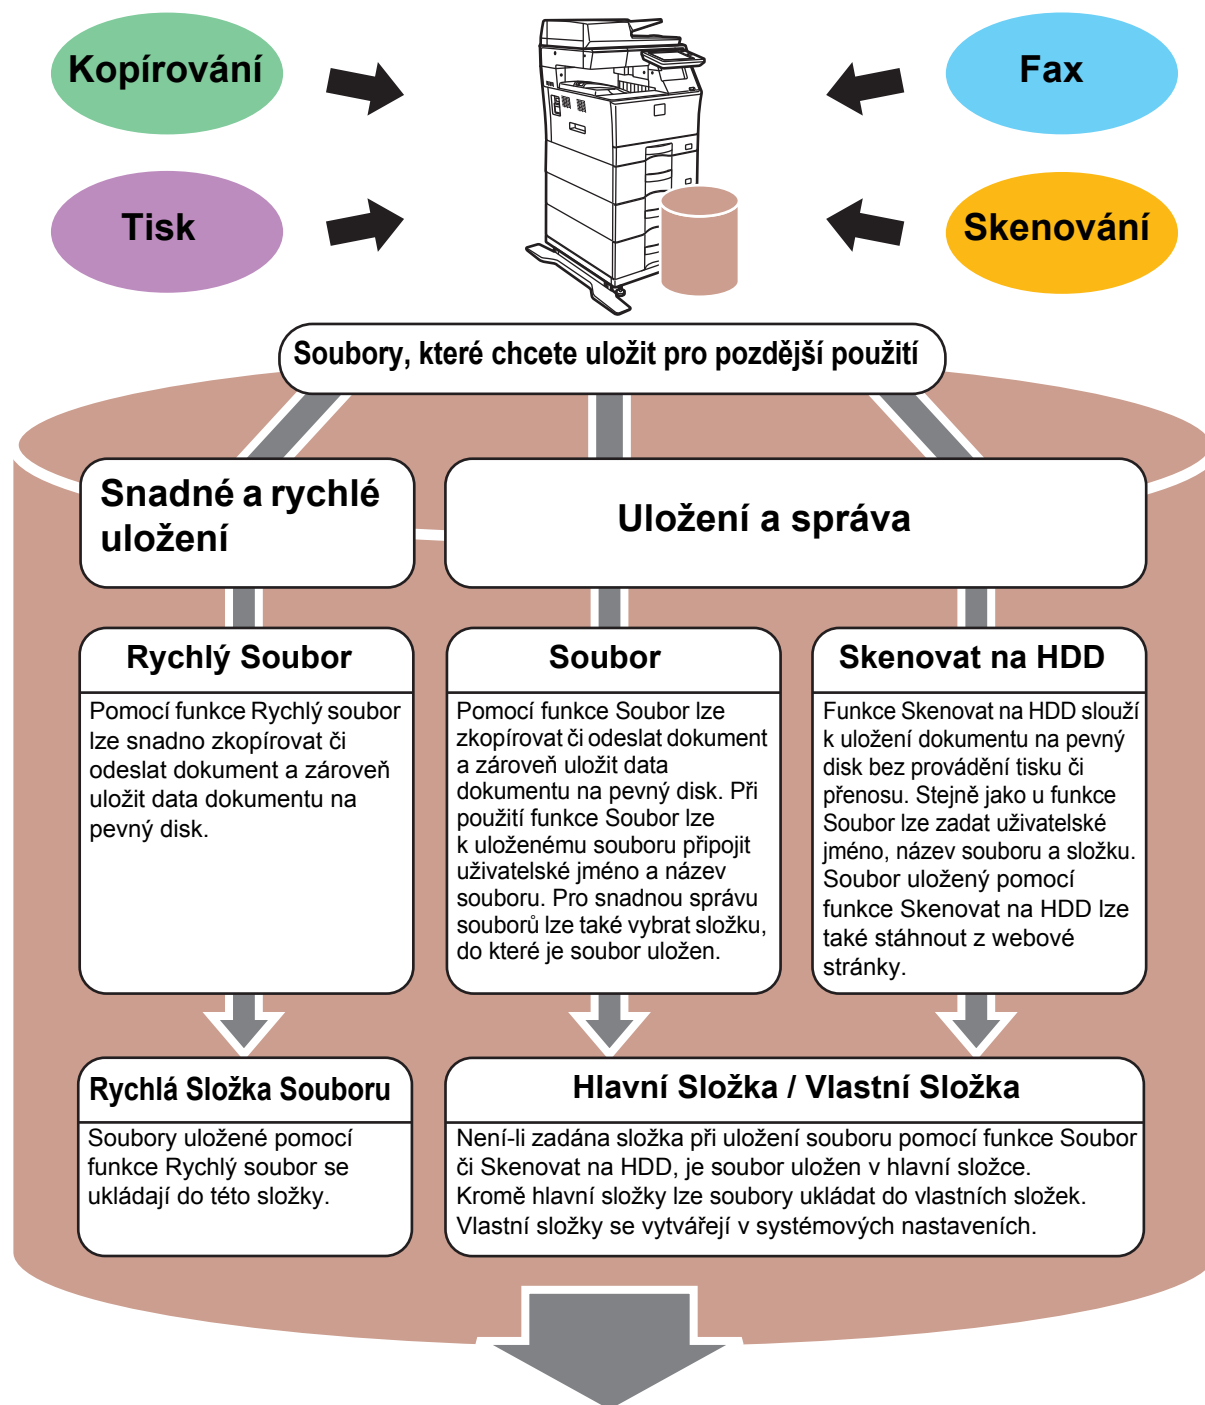 Kopírování
Fax
Tisk
Skenování
Soubory, které chcete uložit pro pozdější použití
Snadné a rychlé
uložení
Uložení a správa
Rychlý Soubor
Pomocí funkce Rychlý soubor
lze snadno zkopírovat či
odeslat dokument a zároveň
uložit data dokumentu na
pevný disk.
Soubor
Pomocí funkce Soubor lze
zkopírovat či odeslat dokument
a zároveň uložit data
dokumentu na pevný disk. Při
použití funkce Soubor lze
k uloženému souboru připojit
uživatelské jméno a název
souboru. Pro snadnou správu
souborů lze také vybrat složku,
do které je soubor uložen.
Skenovat na HDD
Funkce Skenovat na HDD slouží
k uložení dokumentu na pevný
disk bez provádění tisku či
přenosu. Stejně jako u funkce
Soubor lze zadat uživatelské
jméno, název souboru a složku.
Soubor uložený pomocí
funkce Skenovat na HDD lze
také stáhnout z webové
stránky.
Rychlá Složka Souboru
Soubory uložené pomocí
funkce Rychlý soubor se
ukládají do této složky.
Hlavní Složka / Vlastní Složka
Není-li zadána složka při uložení souboru pomocí funkce Soubor
či Skenovat na HDD, je soubor uložen v hlavní složce.
Kromě hlavní složky lze soubory ukládat do vlastních složek.
Vlastní složky se vytvářejí v systémových nastaveních.